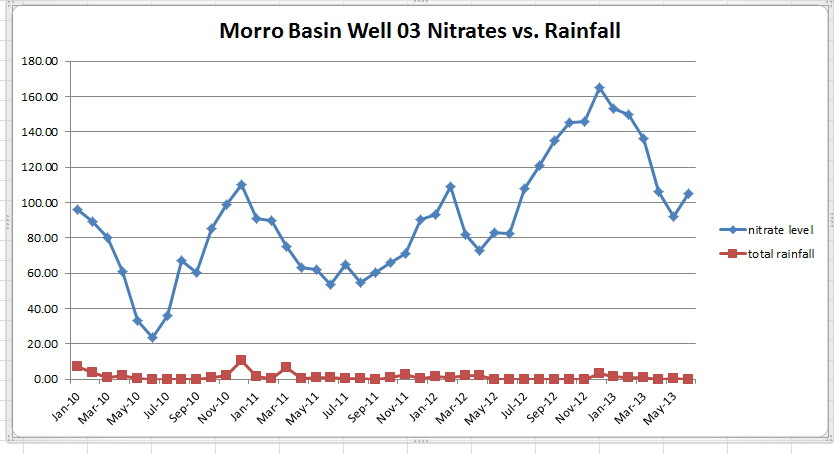 Morro Basin Well 03 Nitrates vs. Rainfall
180.00
160.00
140.00
120.00
100.00
80.00
60.00
40.00
20.00
0.00
Jan-10
Mar-10
May-10
Jul-10
Sep-10
Nov-10
Jan-11
Mar-11
May-11
Jul-11
Sep-11
Nov-11
Jan-12
Mar-12
May-12
Jul-12
Sep-12
Nov-12
Jan-13
Mar-13
May-13
nitrate level
total rainfall